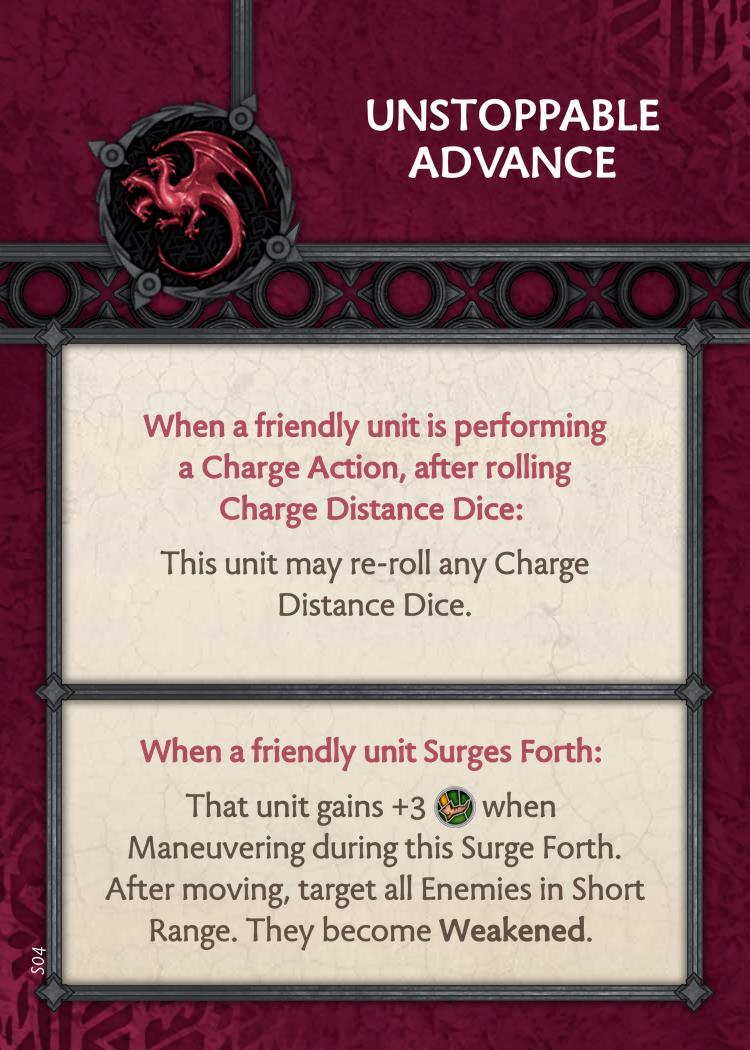 UNSTOPPABLE
ADVANCE
When a friendly unit is performing
a Charge Action, after rolling
Charge Distance Dice:
This unit may re-roll any Charge
Distance Dice.
When a friendly unit Surges Forth:
That unit gains +3 when
Maneuvering during this Surge Forth.
After moving, target all Enemies in Short
Range. They become Weakened.
S04